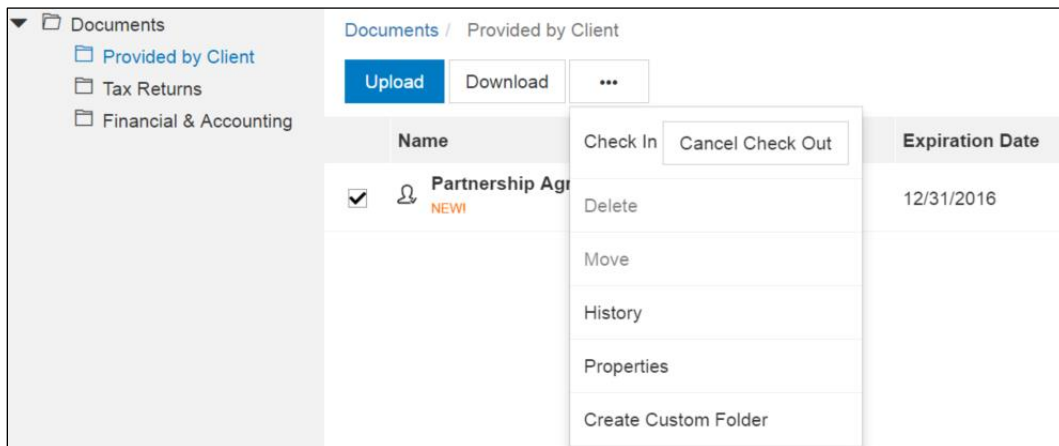 Documents
Provided by Client
Tax Returns
Financial & Accounting
Documents / Provided by Client
Upload Download •••
Name Expiration Date
Check In Cancel Check Out
Partnership Agr 12/31/2016
NEW!
Delete
Move
History
Properties
Create Custom Folder